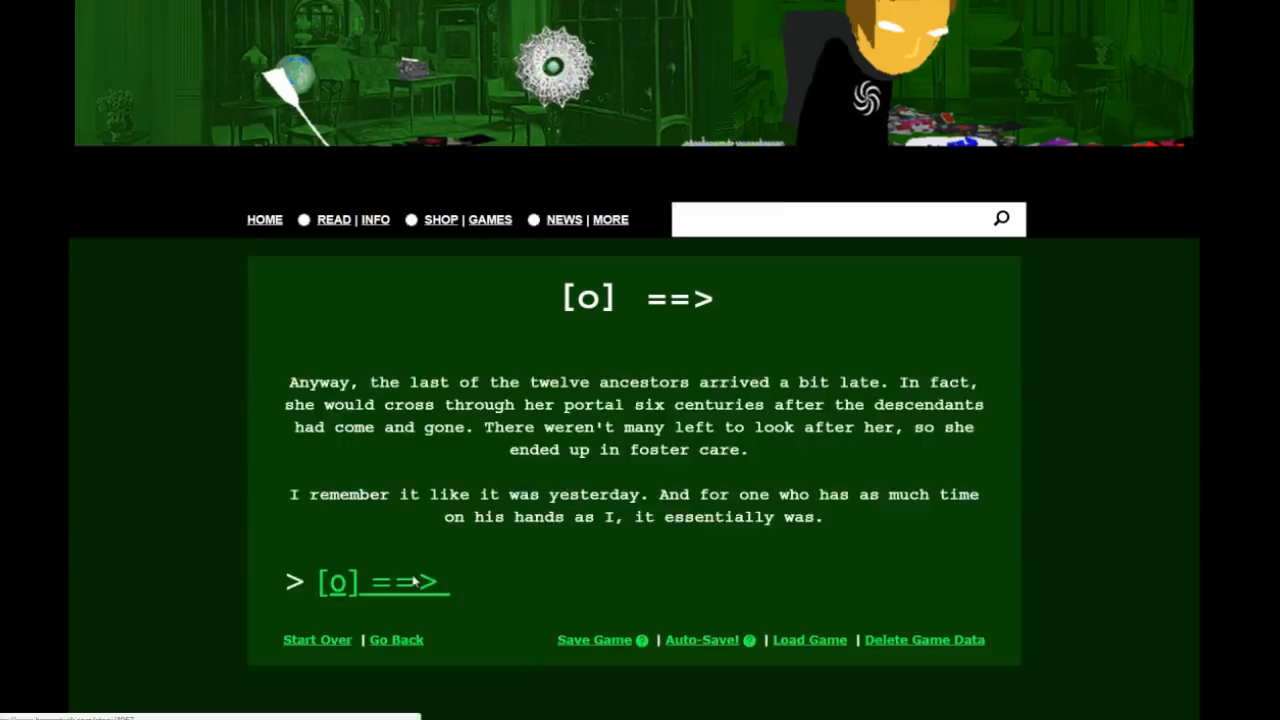 HOME READ | INFO SHOP | GAMES NEWS | MORE
[o] ==>
Anyway, the last of the twelve ancestors arrived a bit late. In fact,
she would cross through her portal six centuries after the descendants
had come and gone. There weren't many left to look after her, so she
ended up in foster care.
I remember it like it was yesterday. And for one who has as much time
on his hands as I, it essentially was.
> [o] ==>
Start Over | Go Back Save Game ? | Auto-Save! ? | Load Game | Delete Game Data